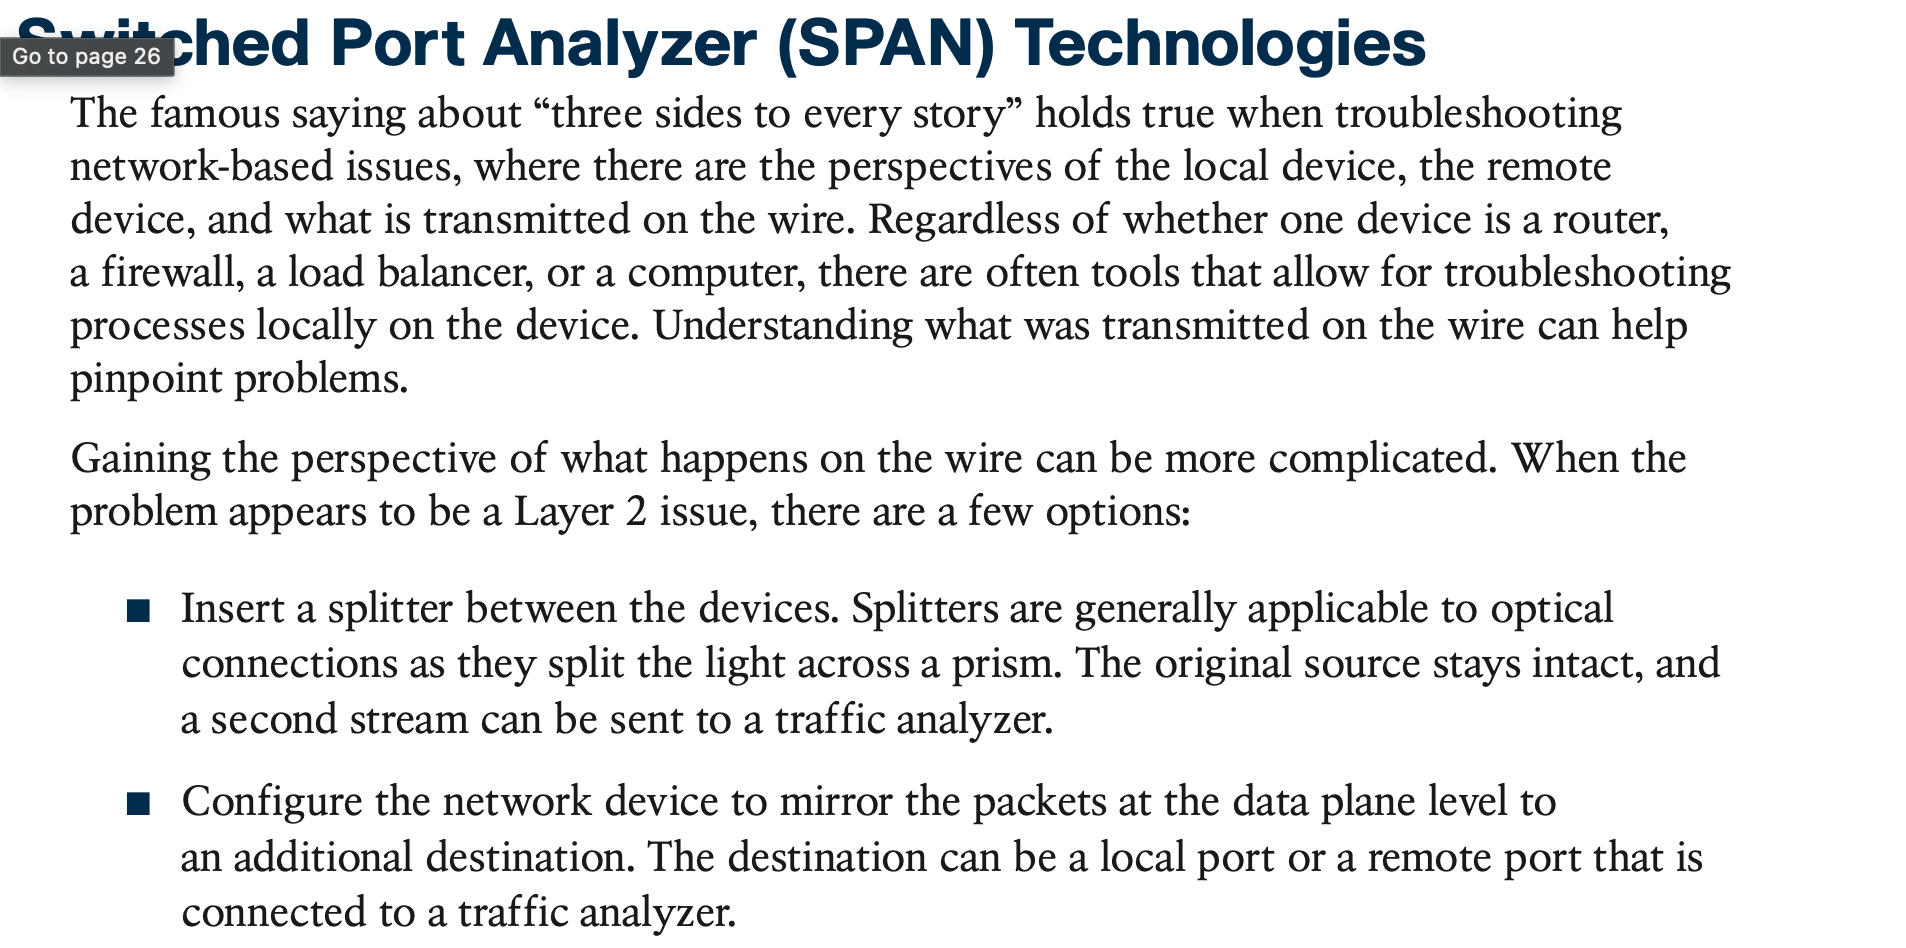 Switched Port Analyzer (SPAN) Technologies
Go to page 26
The famous saying about “three sides to every story” holds true when troubleshooting
network-based issues, where there are the perspectives of the local device, the remote
device, and what is transmitted on the wire. Regardless of whether one device is a router,
a firewall, a load balancer, or a computer, there are often tools that allow for troubleshooting
processes locally on the device. Understanding what was transmitted on the wire can help
pinpoint problems.
Gaining the perspective of what happens on the wire can be more complicated. When the
problem appears to be a Layer 2 issue, there are a few options:
■ Insert a splitter between the devices. Splitters are generally applicable to optical
connections as they split the light across a prism. The original source stays intact, and
a second stream can be sent to a traffic analyzer.
■ Configure the network device to mirror the packets at the data plane level to
an additional destination. The destination can be a local port or a remote port that is
connected to a traffic analyzer.